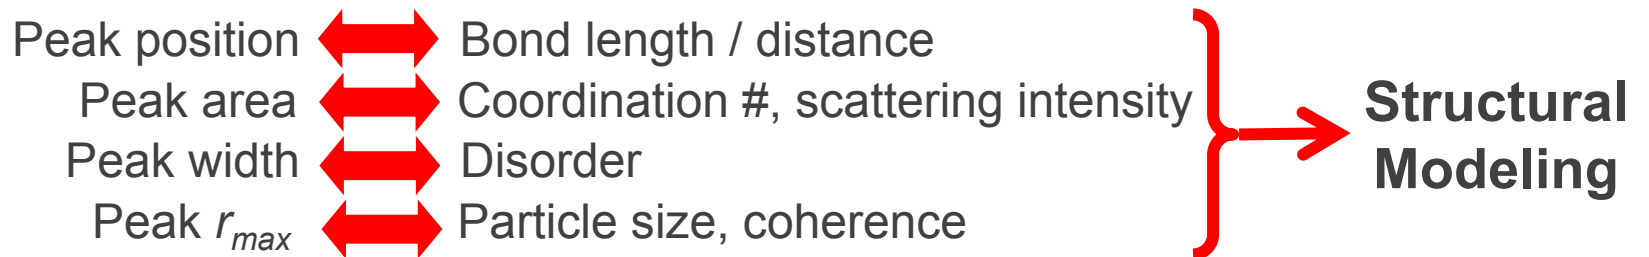 Peak position Bond length / distance
Peak area Coordination #, scattering intensity
Peak width Disorder
Peak r_max Particle size, coherence
Structural
Modeling